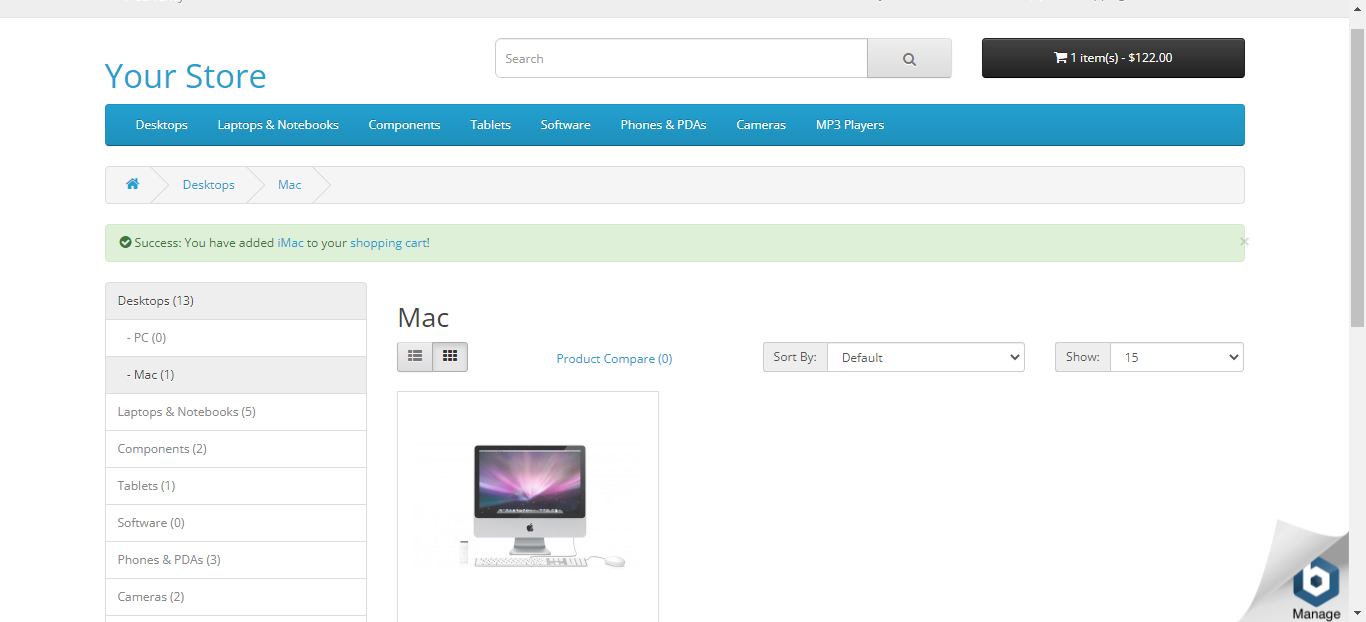 Search
1 item(s) - $122.00
Your Store
Desktops Laptops & Notebooks Components Tablets Software Phones & PDAs Cameras MP3 Players
Desktops Mac
Success: You have added iMac to your shopping cart!
×
Desktops (13)
- PC (0)
- Mac (1)
Laptops & Notebooks (5)
Components (2)
Tablets (1)
Software (0)
Phones & PDAs (3)
Cameras (2)
Mac
Product Compare (0)
Sort By: Default
Show: 15
Manage